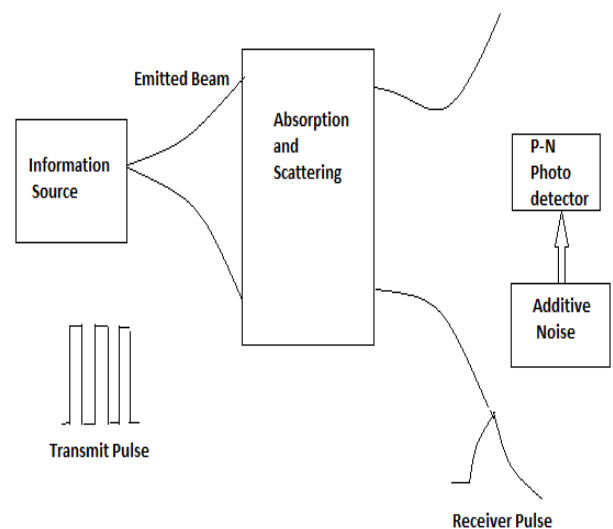 Emitted Beam
Information
Source
Absorption
and
Scattering
P-N
Photo
detector
Additive
Noise
Transmit Pulse
Receiver Pulse